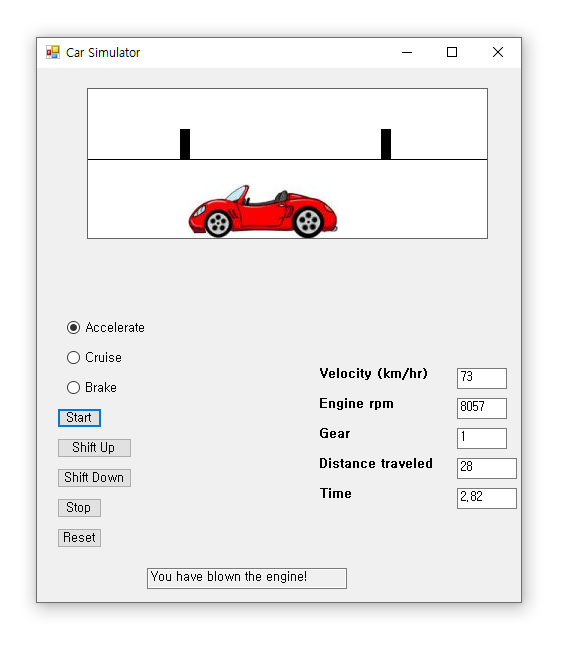 Car Simulator
Accelerate
Cruise
Brake
Start
Shift Up
Shift Down
Stop
Reset
Velocity (km/hr) 73
Engine rpm 8057
Gear 1
Distance traveled 28
Time 2,82
You have blown the engine!